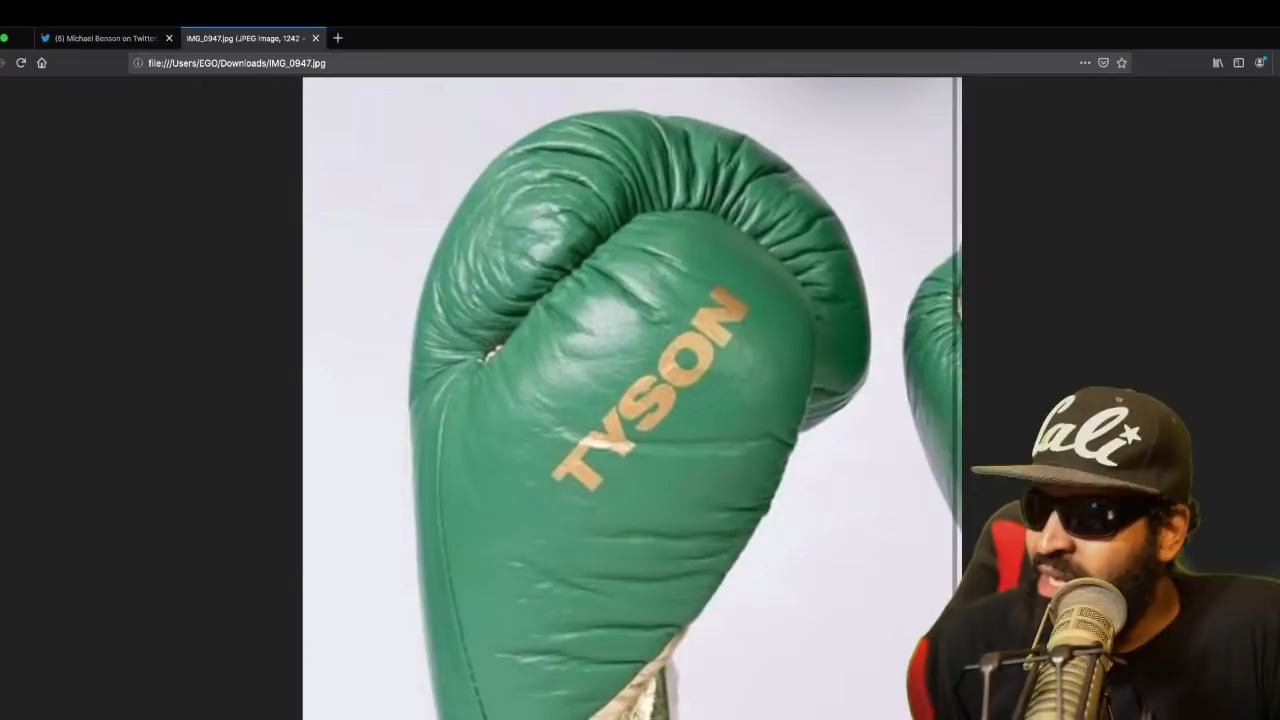 (5) Michael Benson on Twitter:
IMG_0947.jpg (JPEG Image, 1242 ×
file:///Users/EGO/Downloads/IMG_0947.jpg
TYSON
Cali